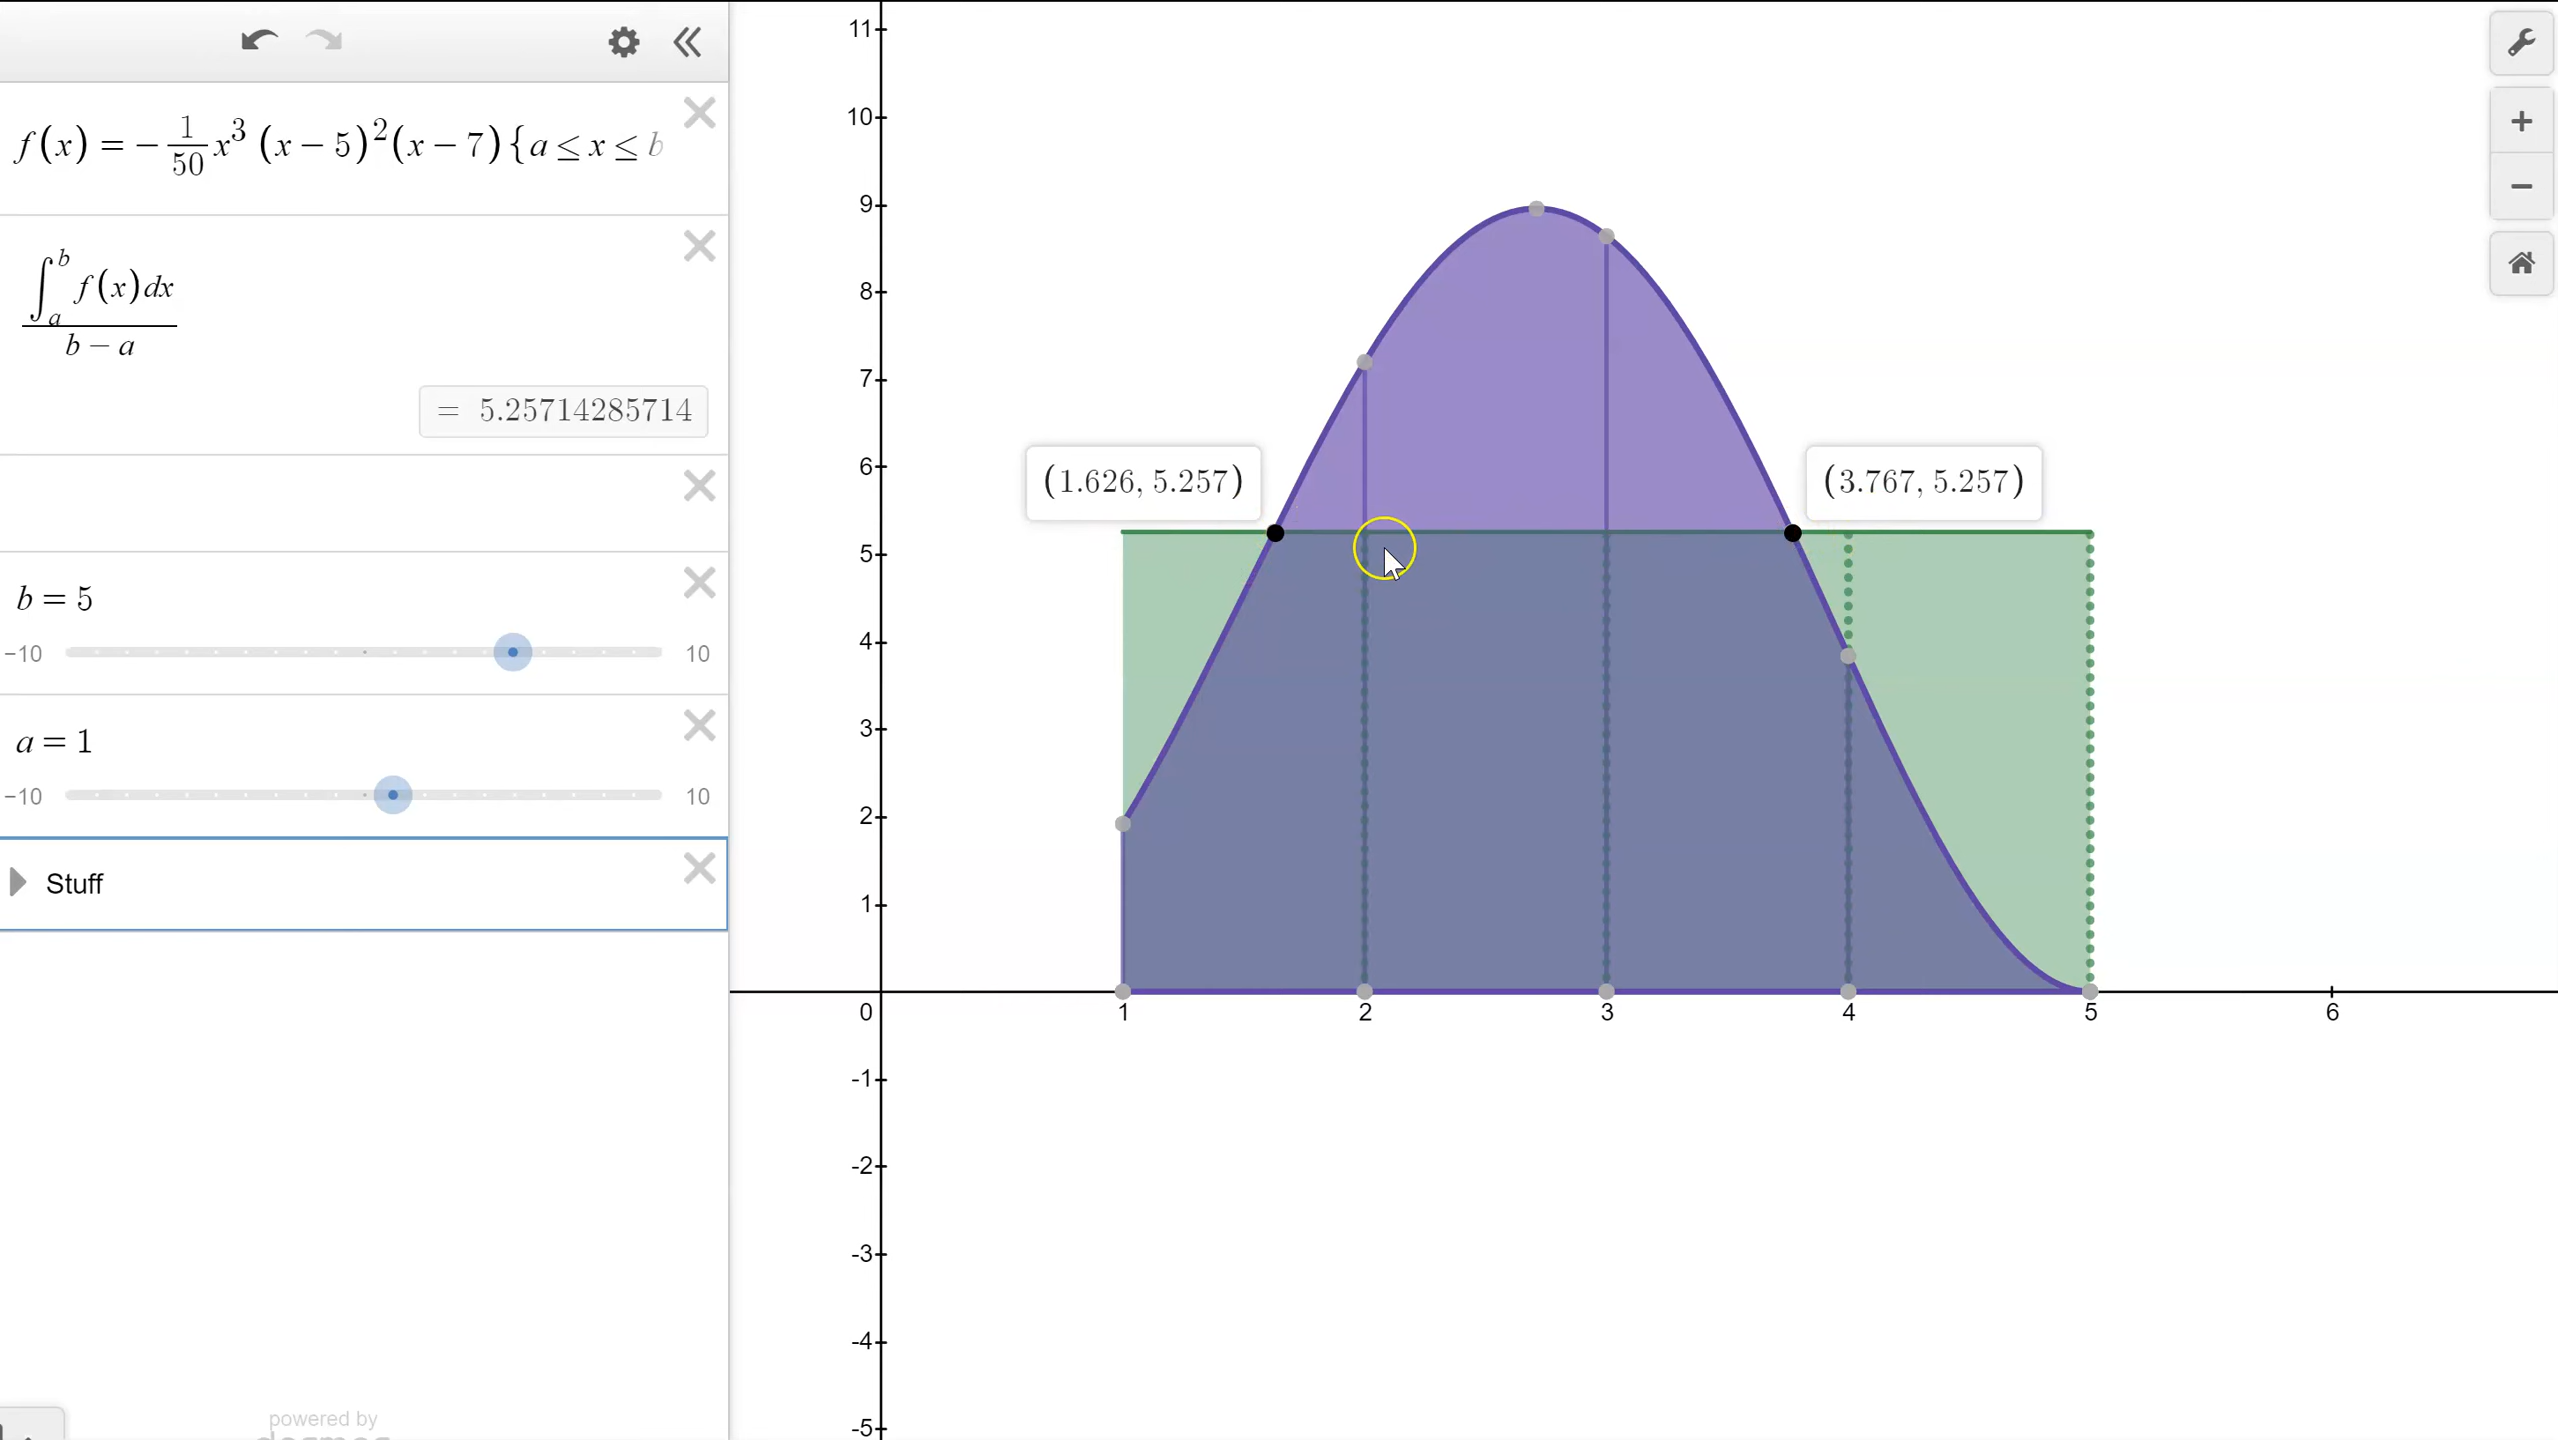 f(x) = −1/50 x³ (x − 5)²(x − 7){a ≤ x ≤ b
∫_a^b f(x)dx
b − a
= 5.25714285714
b = 5
−10 10
a = 1
−10 10
Stuff
powered by
11
10
9
8
7
6
(1.626, 5.257) (3.767, 5.257)
5
4
3
2
1
0 1 2 3 4 5 6
-1
-2
-3
-4
-5